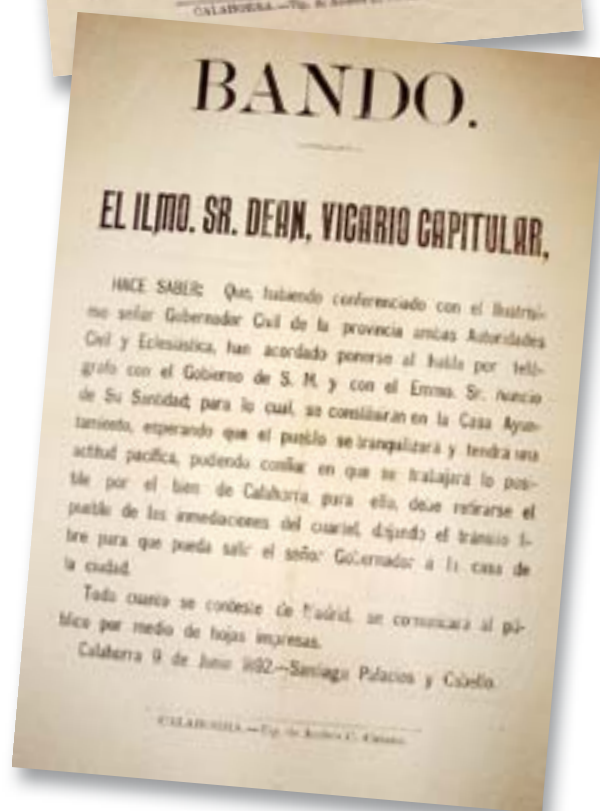 CALAHORRA.—Tip. de
BANDO.
EL ILMO. SR. DEAN, VICARIO CAPITULAR,
HACE SABER: Que, habiendo conferenciado con el Ilustrísi-
mo señor Gobernador Civil de la provincia ambas Autoridades
Civil y Eclesiástica, han acordado ponerse al habla por telé-
grafo con el Gobierno de S. M. y con el Emmo. Sr. Nuncio
de Su Santidad; para lo cual, se constituirán en la Casa Ayun-
tamiento, esperando que el pueblo se tranquilizará y tendrá una
actitud pacífica, pudiendo confiar en que se trabajará lo posi-
ble por el bien de Calahorra, para ello, debe retirarse el
pueblo de las inmediaciones del cuartel, dejando el tránsito li-
bre para que pueda salir el señor Gobernador a la casa de
la ciudad.
Todo cuanto se conteste de Madrid, se comunicará al pú-
blico por medio de hojas impresas.
Calahorra 9 de Junio 1892.—Santiago Palacios y Cabello.
CALAHORRA.—Tip. de